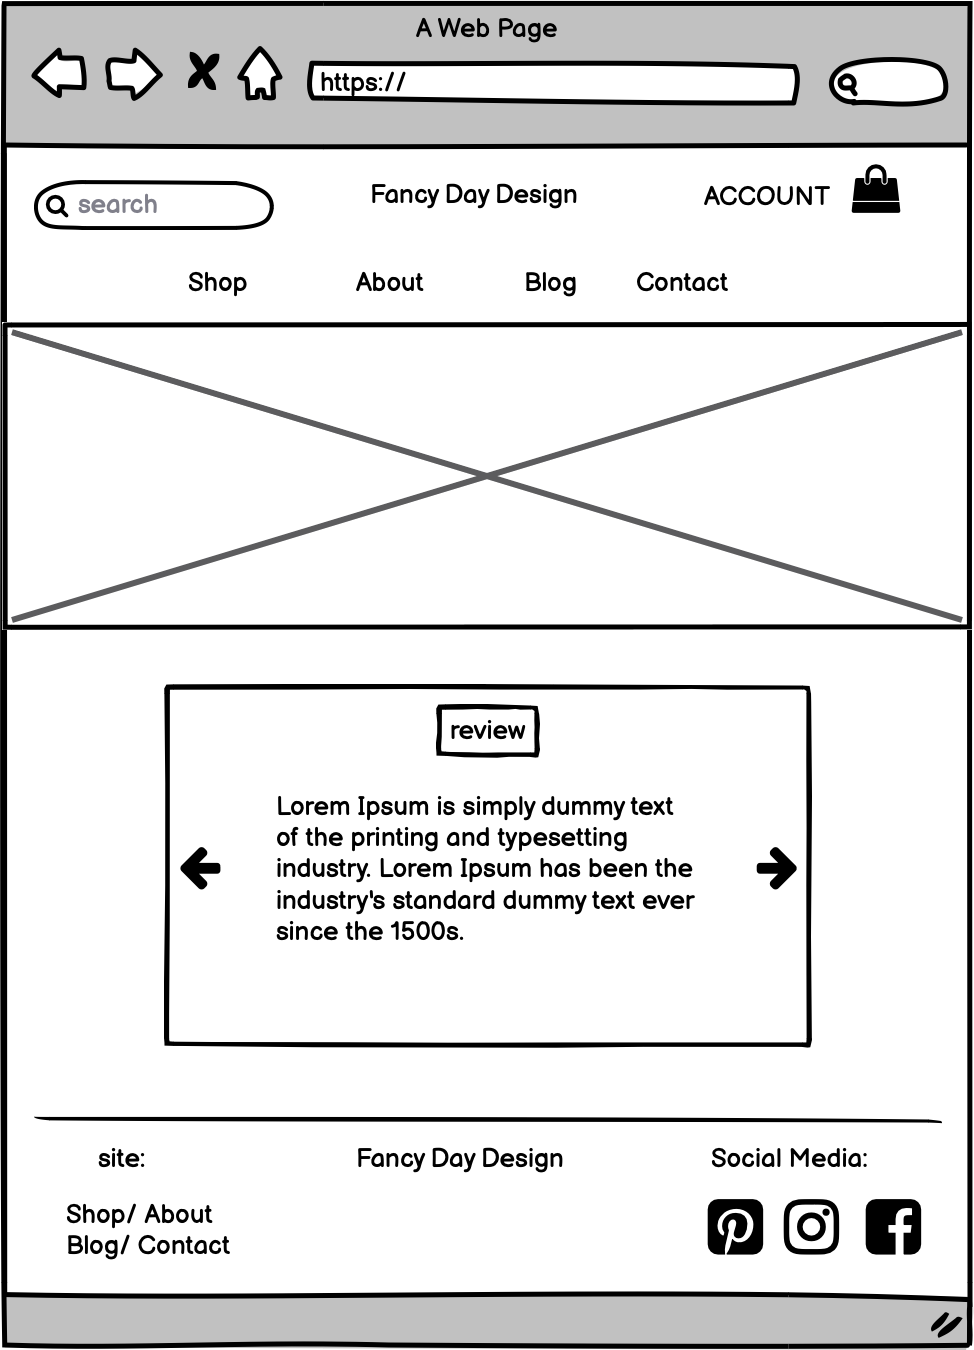 A Web Page
https://
search
Fancy Day Design
ACCOUNT
Shop
About
Blog
Contact
review
Lorem Ipsum is simply dummy text
of the printing and typesetting
industry. Lorem Ipsum has been the
industry's standard dummy text ever
since the 1500s.
site:
Fancy Day Design
Social Media:
Shop/ About
Blog/ Contact